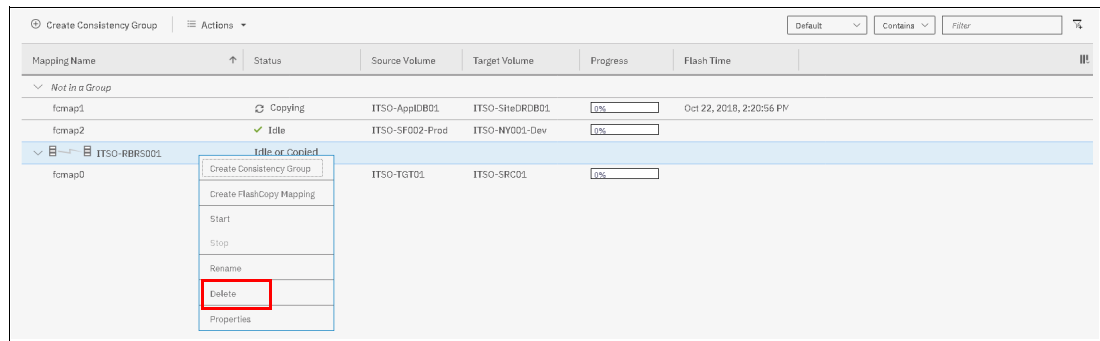 Create Consistency Group Actions Default Contains Filter
Mapping Name Status Source Volume Target Volume Progress Flash Time
Not in a Group
fcmap1 Copying ITSO-ApplDB01 ITSO-SiteDRDB01 0% Oct 22, 2018, 2:20:56 PM
fcmap2 Idle ITSO-SF002-Prod ITSO-NY001-Dev 0%
ITSO-RBRS001 Idle or Copied
fcmap0 ITSO-TGT01 ITSO-SRC01 0%
Create Consistency Group
Create FlashCopy Mapping
Start
Stop
Rename
Delete
Properties